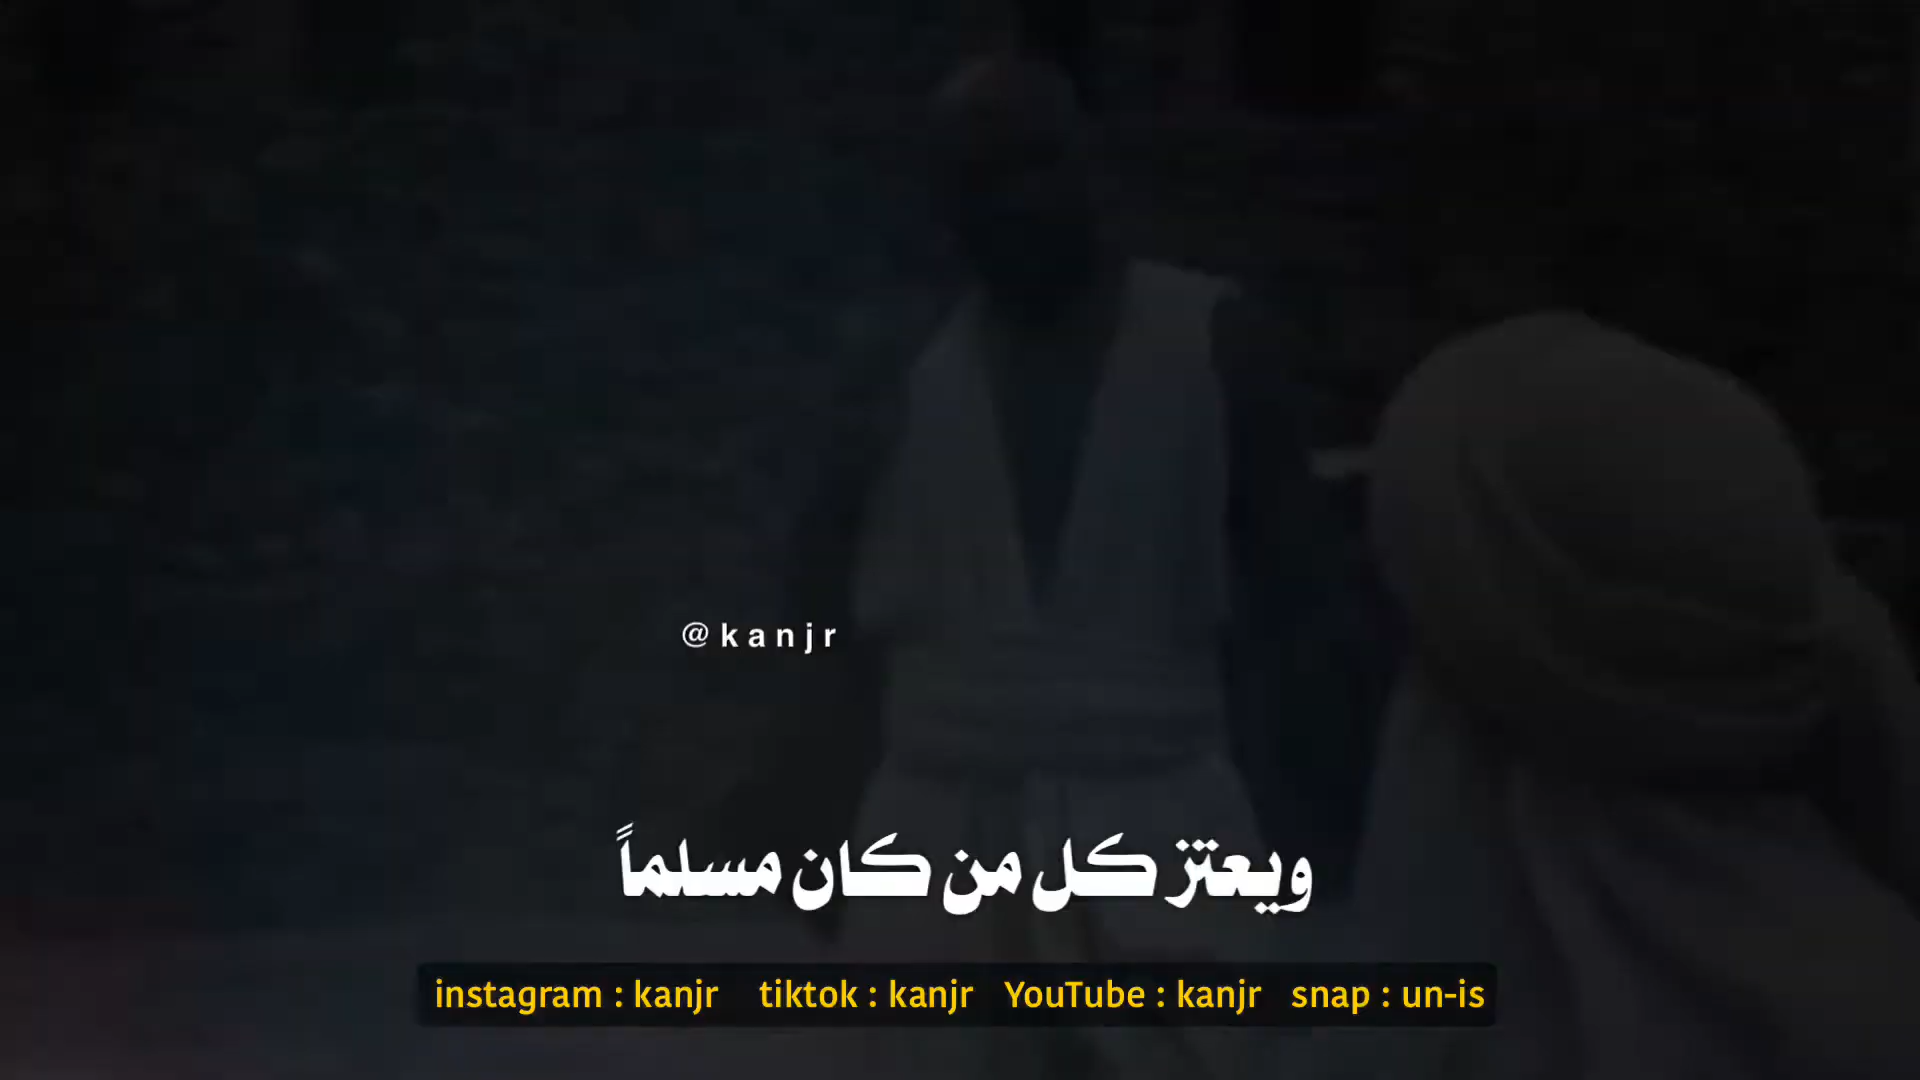 @kanjr
ويعتز كل من كان مسلماً
instagram : kanjr tiktok : kanjr YouTube : kanjr snap : un-is